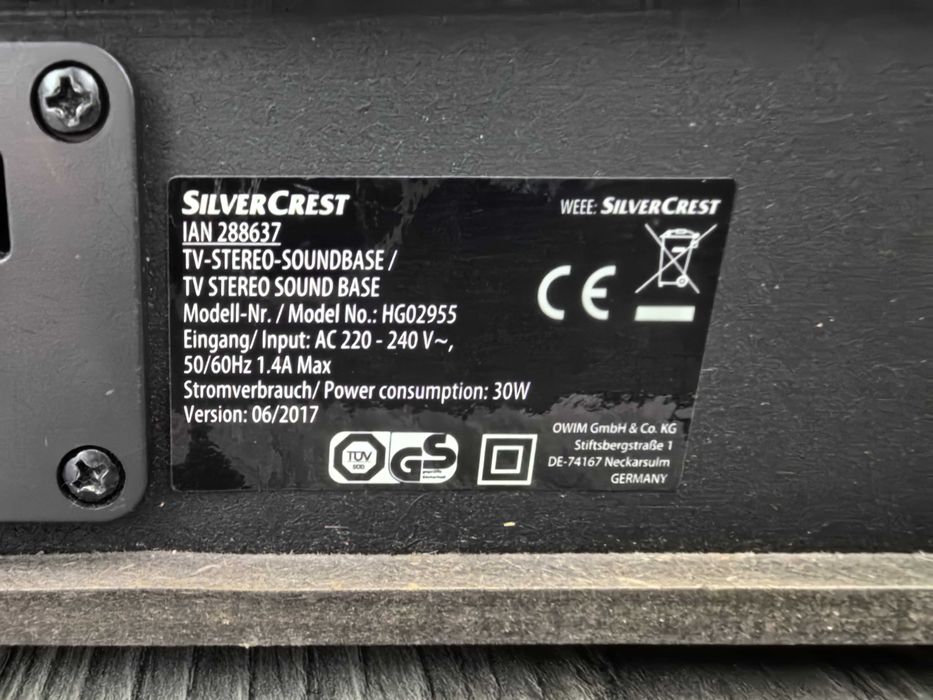 SILVERCREST
IAN 288637
TV-STEREO-SOUNDBASE /
TV STEREO SOUND BASE
Modell-Nr. / Model No.: HG02955
Eingang/ Input: AC 220 - 240 V~,
50/60Hz 1.4A Max
Stromverbrauch/ Power consumption: 30W
Version: 06/2017
WEEE: SILVERCREST
CE
TÜV
SÜD
GS
geprüfte
Sicherheit
OWIM GmbH & Co. KG
Stiftsbergstraße 1
DE-74167 Neckarsulm
GERMANY